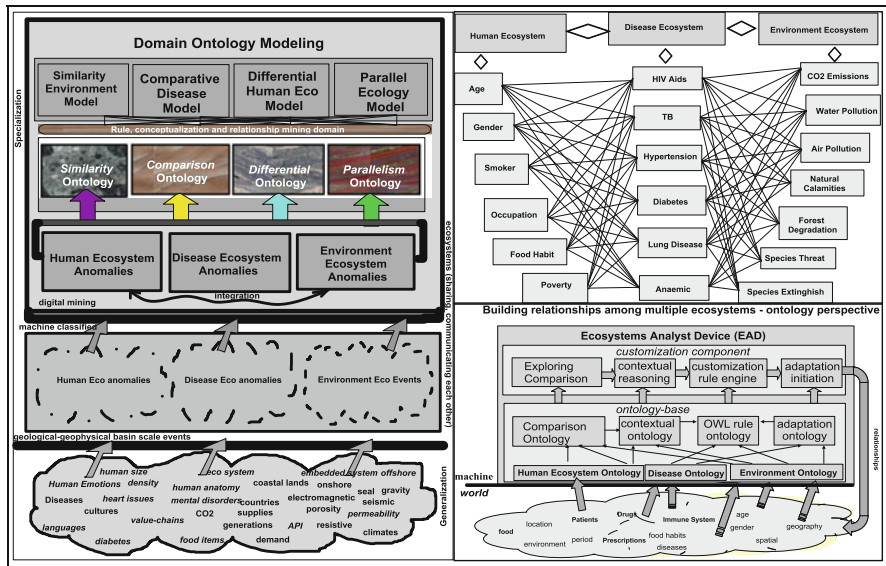 Domain Ontology Modeling
Similarity
Environment
Model
Comparative
Disease
Model
Differential
Human Eco
Model
Parallel
Ecology
Model
Rule, conceptualization and relationship mining domain
Similarity
Ontology
Comparison
Ontology
Differential
Ontology
Parallelism
Ontology
Human Ecosystem
Anomalies
Disease Ecosystem
Anomalies
Environment
Ecosystem
Anomalies
integration
digital mining
machine classified
Human Eco anomalies
Disease Eco anomalies
Environment Eco Events
geological-geophysical basin scale events
Specialization
ecosystems (sharing, communicating each other)
Generalization
human size
Human Emotions
density
Diseases
heart issues
cultures
languages
value-chains
diabetes
eco system
human anatomy
mental disorders
CO2
countries
supplies
generations
food items
demand
coastal lands
embedded system
offshore
onshore
electromagnetic
porosity
API
resistive
seal
gravity
seismic
permeability
climates
Human Ecosystem
Disease Ecosystem
Environment Ecosystem
Age
Gender
Smoker
Occupation
Food Habit
Poverty
HIV Aids
TB
Hypertension
Diabetes
Lung Disease
Anaemic
CO2 Emissions
Water Pollution
Air Pollution
Natural
Calamities
Forest
Degradation
Species Threat
Species Extinghish
Building relationships among multiple ecosystems - ontology perspective
Ecosystems Analyst Device (EAD)
customization component
Exploring
Comparison
contextual
reasoning
customization
rule engine
adaptation
initiation
ontology-base
Comparison
Ontology
contextual
ontology
OWL rule
ontology
adaptation
ontology
Human Ecosystem Ontology
Disease Ontology
Environment Ontology
relationships
machine
world
food
location
environment
Patients
period
Drugs
Prescriptions
Immune System
food habits
diseases
age
gender
spatial
geography